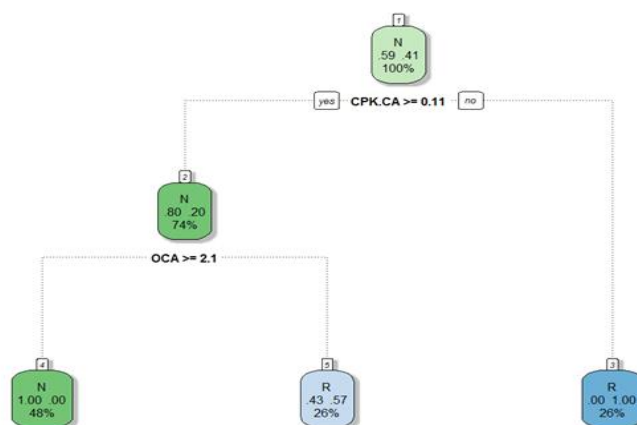 1
N
.59 .41
100%
yes CPK.CA >= 0.11 no
2
N
.80 .20
74%
OCA >= 2.1
4
N
1.00 .00
48%
5
R
.43 .57
26%
3
R
.00 1.00
26%